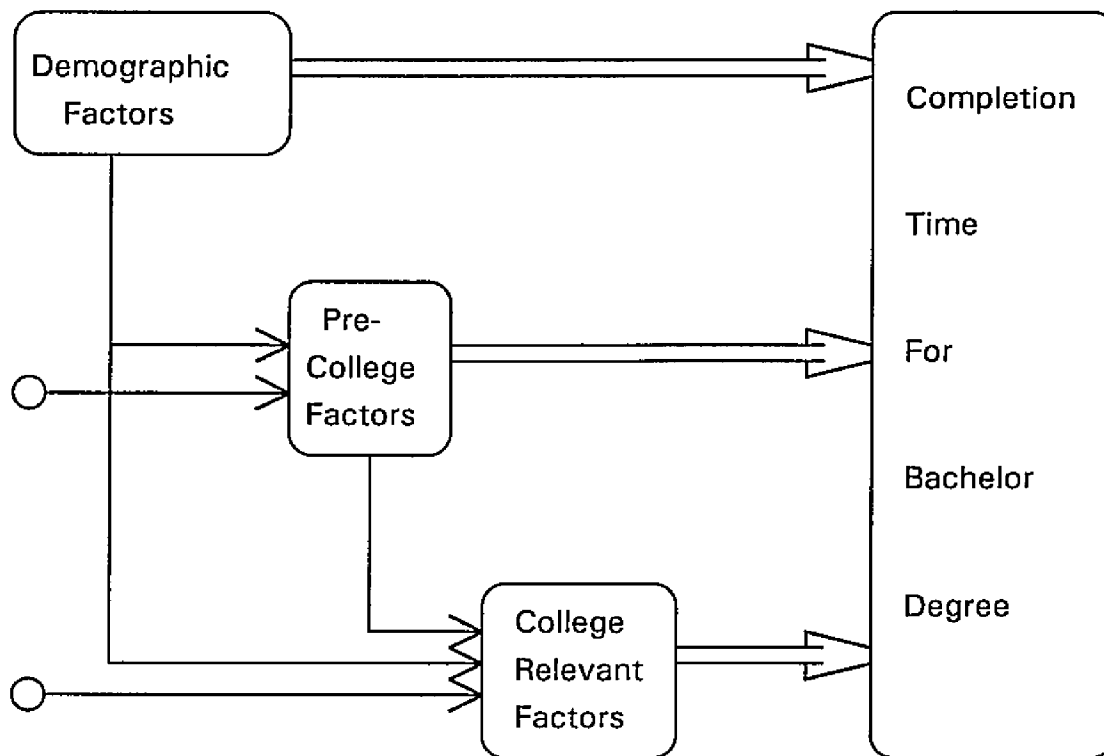 Demographic
Factors
Pre-
College
Factors
College
Relevant
Factors
Completion
Time
For
Bachelor
Degree